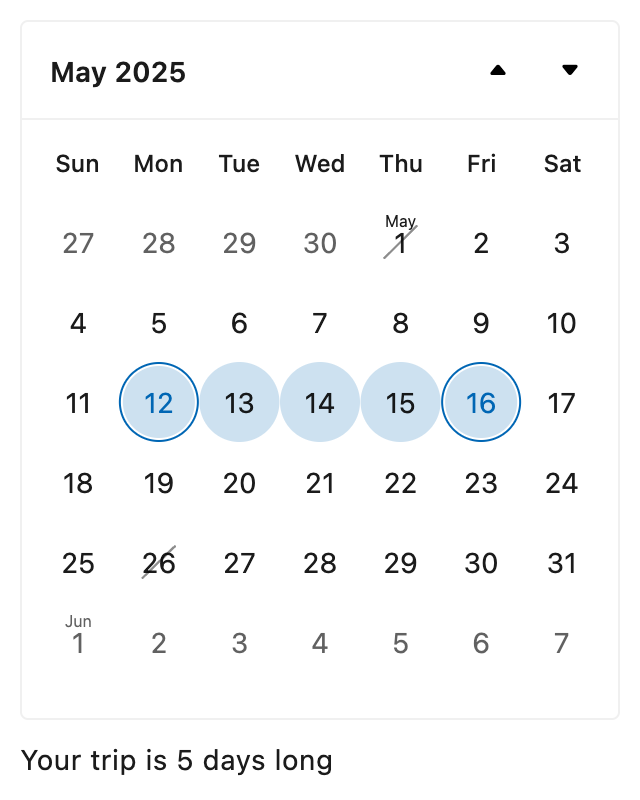 May 2025
Sun Mon Tue Wed Thu Fri Sat
27 28 29 30 May 1 2 3
4 5 6 7 8 9 10
11 12 13 14 15 16 17
18 19 20 21 22 23 24
25 26 27 28 29 30 31
Jun 1 2 3 4 5 6 7
Your trip is 5 days long